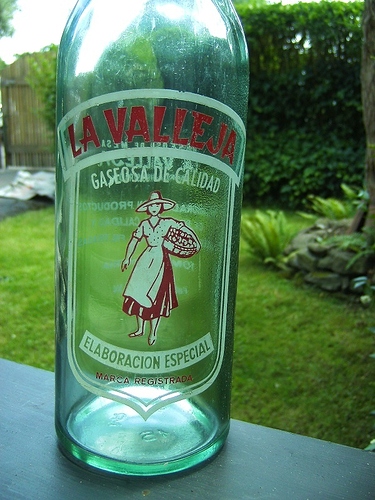 LA VALLEJA
GASEOSA DE CALIDAD
ELABORACION ESPECIAL
MARCA REGISTRADA